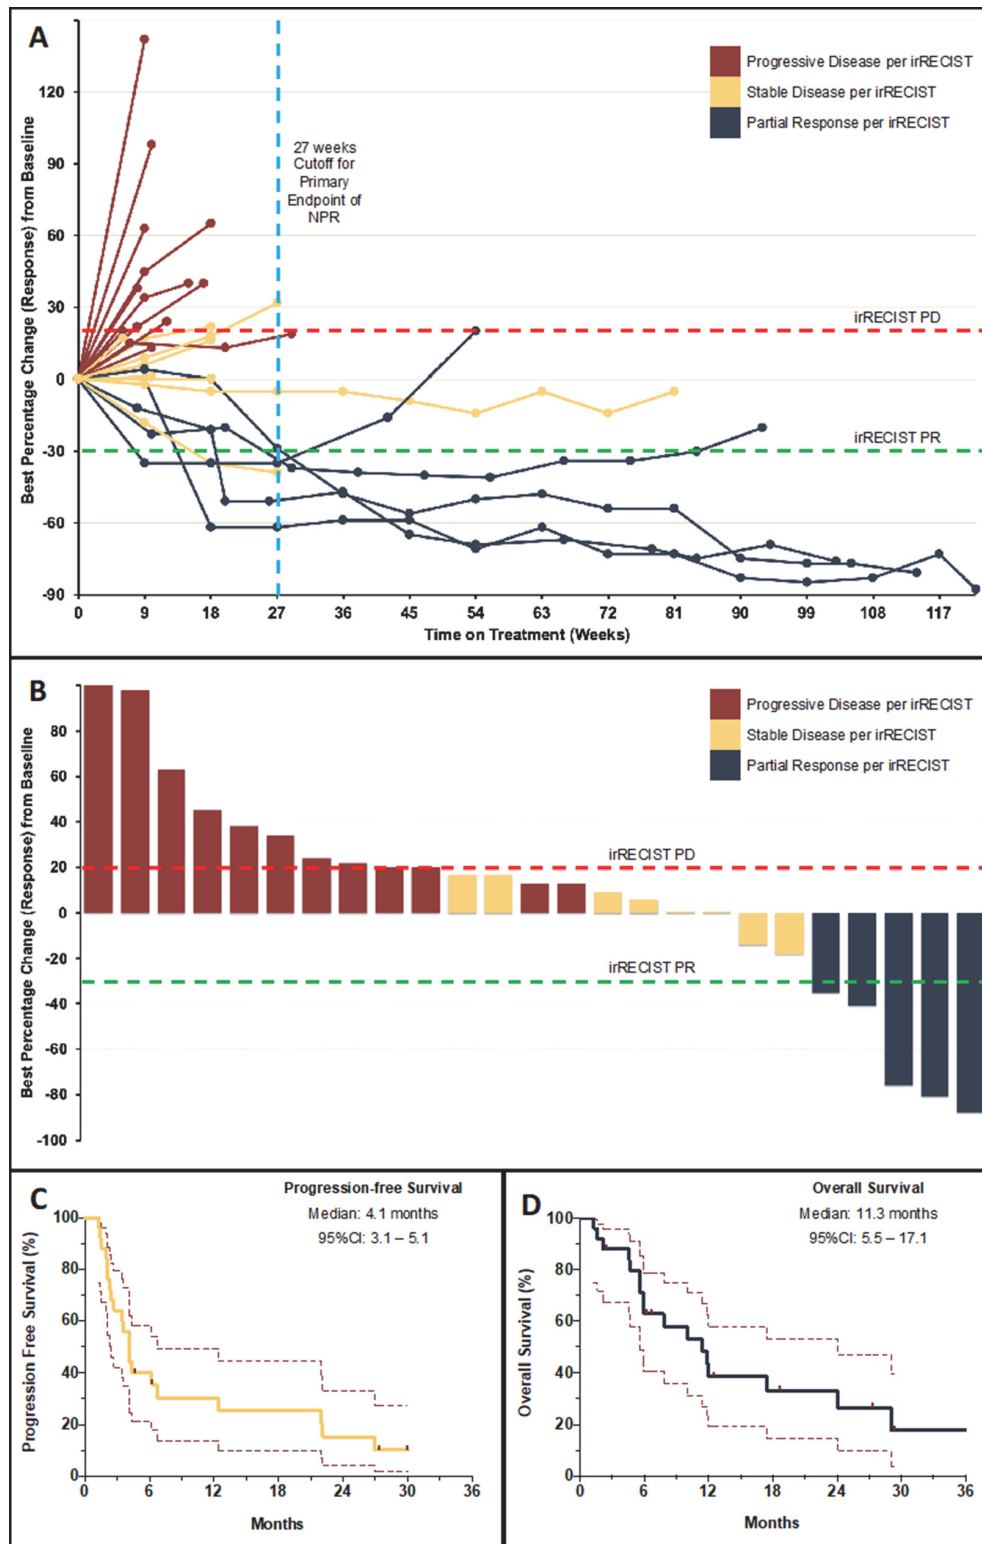 A
Progressive Disease per irRECIST
Stable Disease per irRECIST
Partial Response per irRECIST
27 weeks
Cutoff for
Primary
Endpoint of
NPR
irRECIST PD
irRECIST PR
Best Percentage Change (Response) from Baseline
120
90
60
30
0
-30
-60
-90
0 9 18 27 36 45 54 63 72 81 90 99 108 117
Time on Treatment (Weeks)
B
Progressive Disease per irRECIST
Stable Disease per irRECIST
Partial Response per irRECIST
irRECIST PD
irRECIST PR
Best Percentage Change (Response) from Baseline
80
60
40
20
0
-20
-40
-60
-80
-100
C
Progression-free Survival
Median: 4.1 months
95%CI: 3.1 – 5.1
Progression Free Survival (%)
100
80
60
40
20
0
0 6 12 18 24 30 36
Months
D
Overall Survival
Median: 11.3 months
95%CI: 5.5 – 17.1
Overall Survival (%)
100
80
60
40
20
0
0 6 12 18 24 30 36
Months